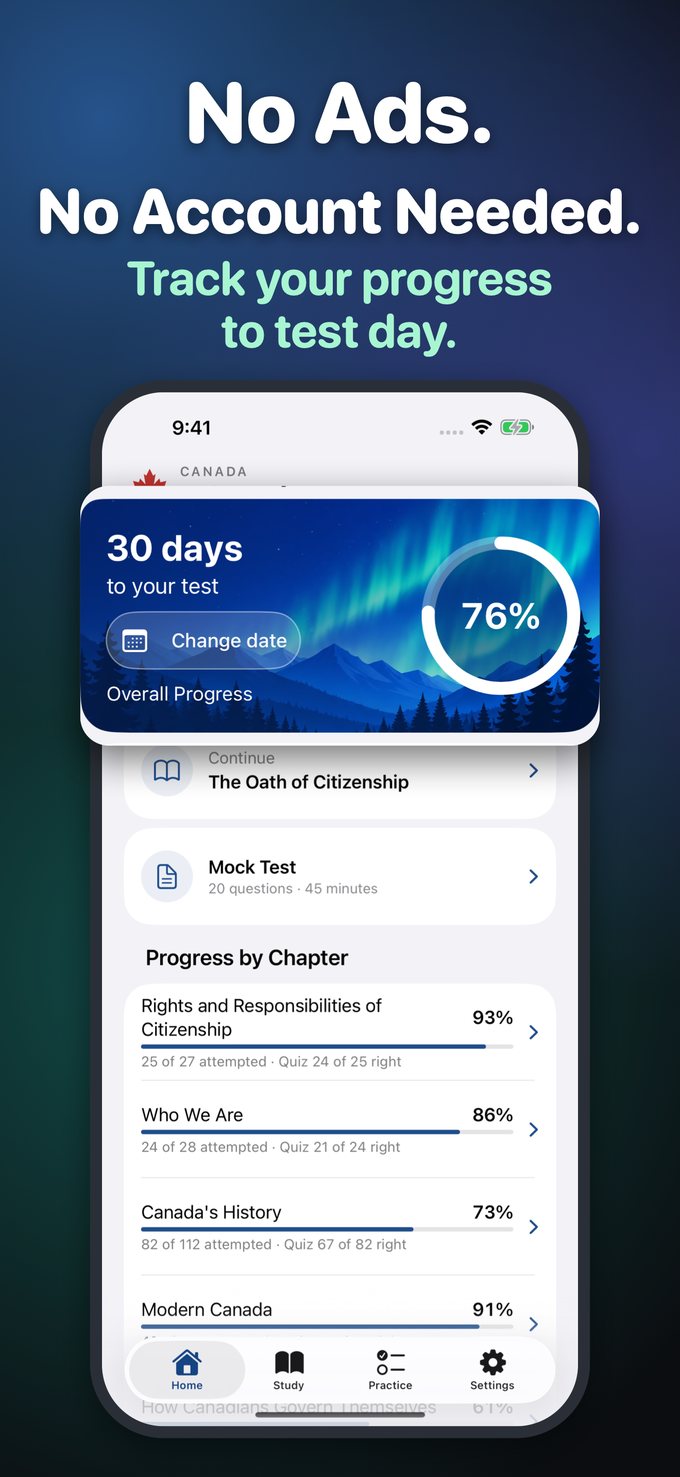 No Ads.
No Account Needed.
Track your progress
to test day.
9:41
CANADA
30 days
to your test
Change date
Overall Progress
76%
Continue
The Oath of Citizenship
Mock Test
20 questions · 45 minutes
Progress by Chapter
Rights and Responsibilities of
Citizenship
93%
25 of 27 attempted · Quiz 24 of 25 right
Who We Are
86%
24 of 28 attempted · Quiz 21 of 24 right
Canada's History
73%
82 of 112 attempted · Quiz 67 of 82 right
Modern Canada
91%
Home
Study
Practice
Settings
How Canadians Govern Themselves
61%